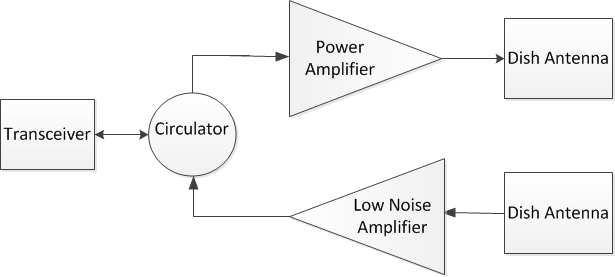 Power
Amplifier
Dish Antenna
Transceiver
Circulator
Low Noise
Amplifier
Dish Antenna